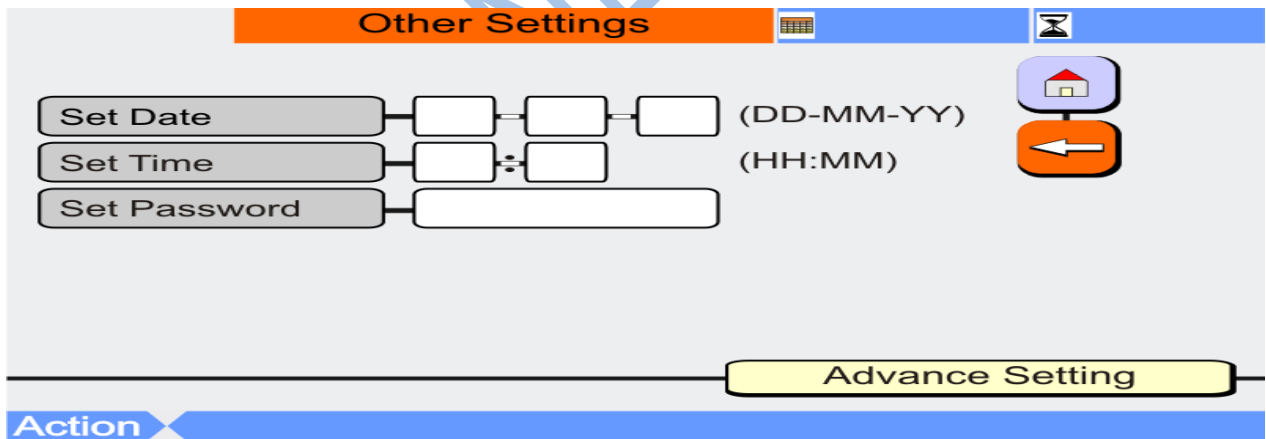 Other Settings
Set Date (DD-MM-YY)
Set Time (HH:MM)
Set Password
Advance Setting
Action